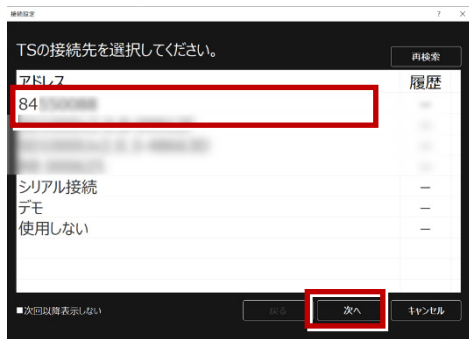 接続設定
? ×
TSの接続先を選択してください。
再検索
アドレス 履歴
84
シリアル接続 −
デモ −
使用しない −
■次回以降表示しない
戻る
次へ
キャンセル